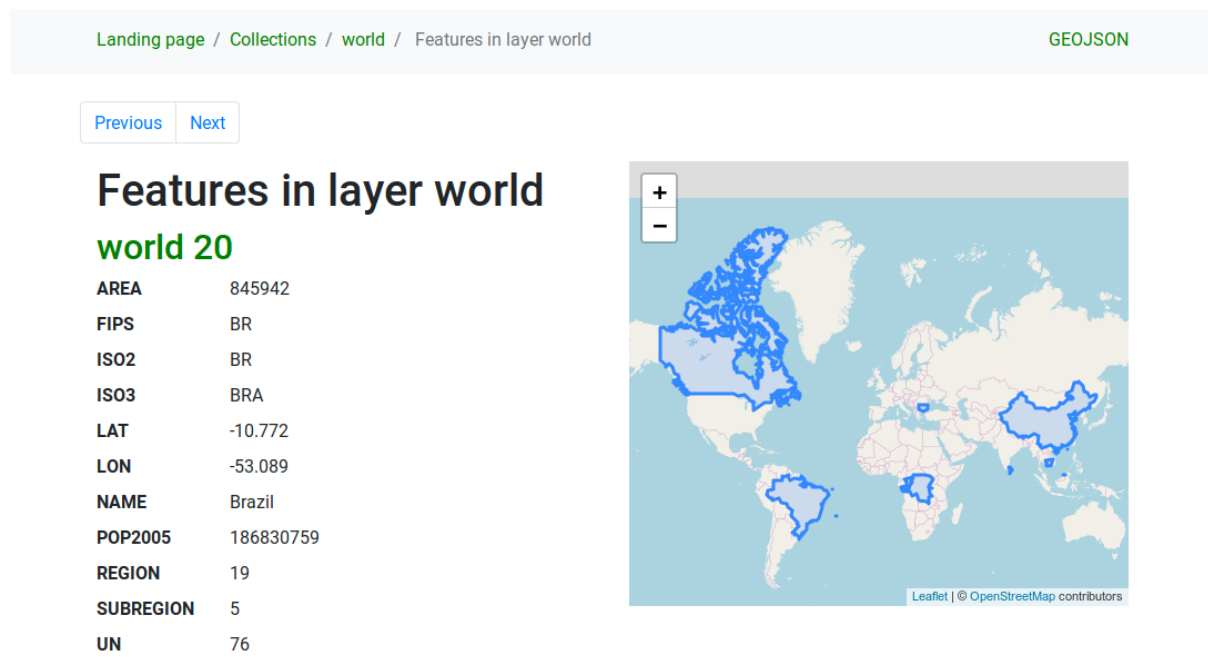 Landing page / Collections / world / Features in layer world GEOJSON
Previous Next
Features in layer world
world 20
AREA 845942
FIPS BR
ISO2 BR
ISO3 BRA
LAT -10.772
LON -53.089
NAME Brazil
POP2005 186830759
REGION 19
SUBREGION 5
UN 76
+
−
Leaflet | © OpenStreetMap contributors